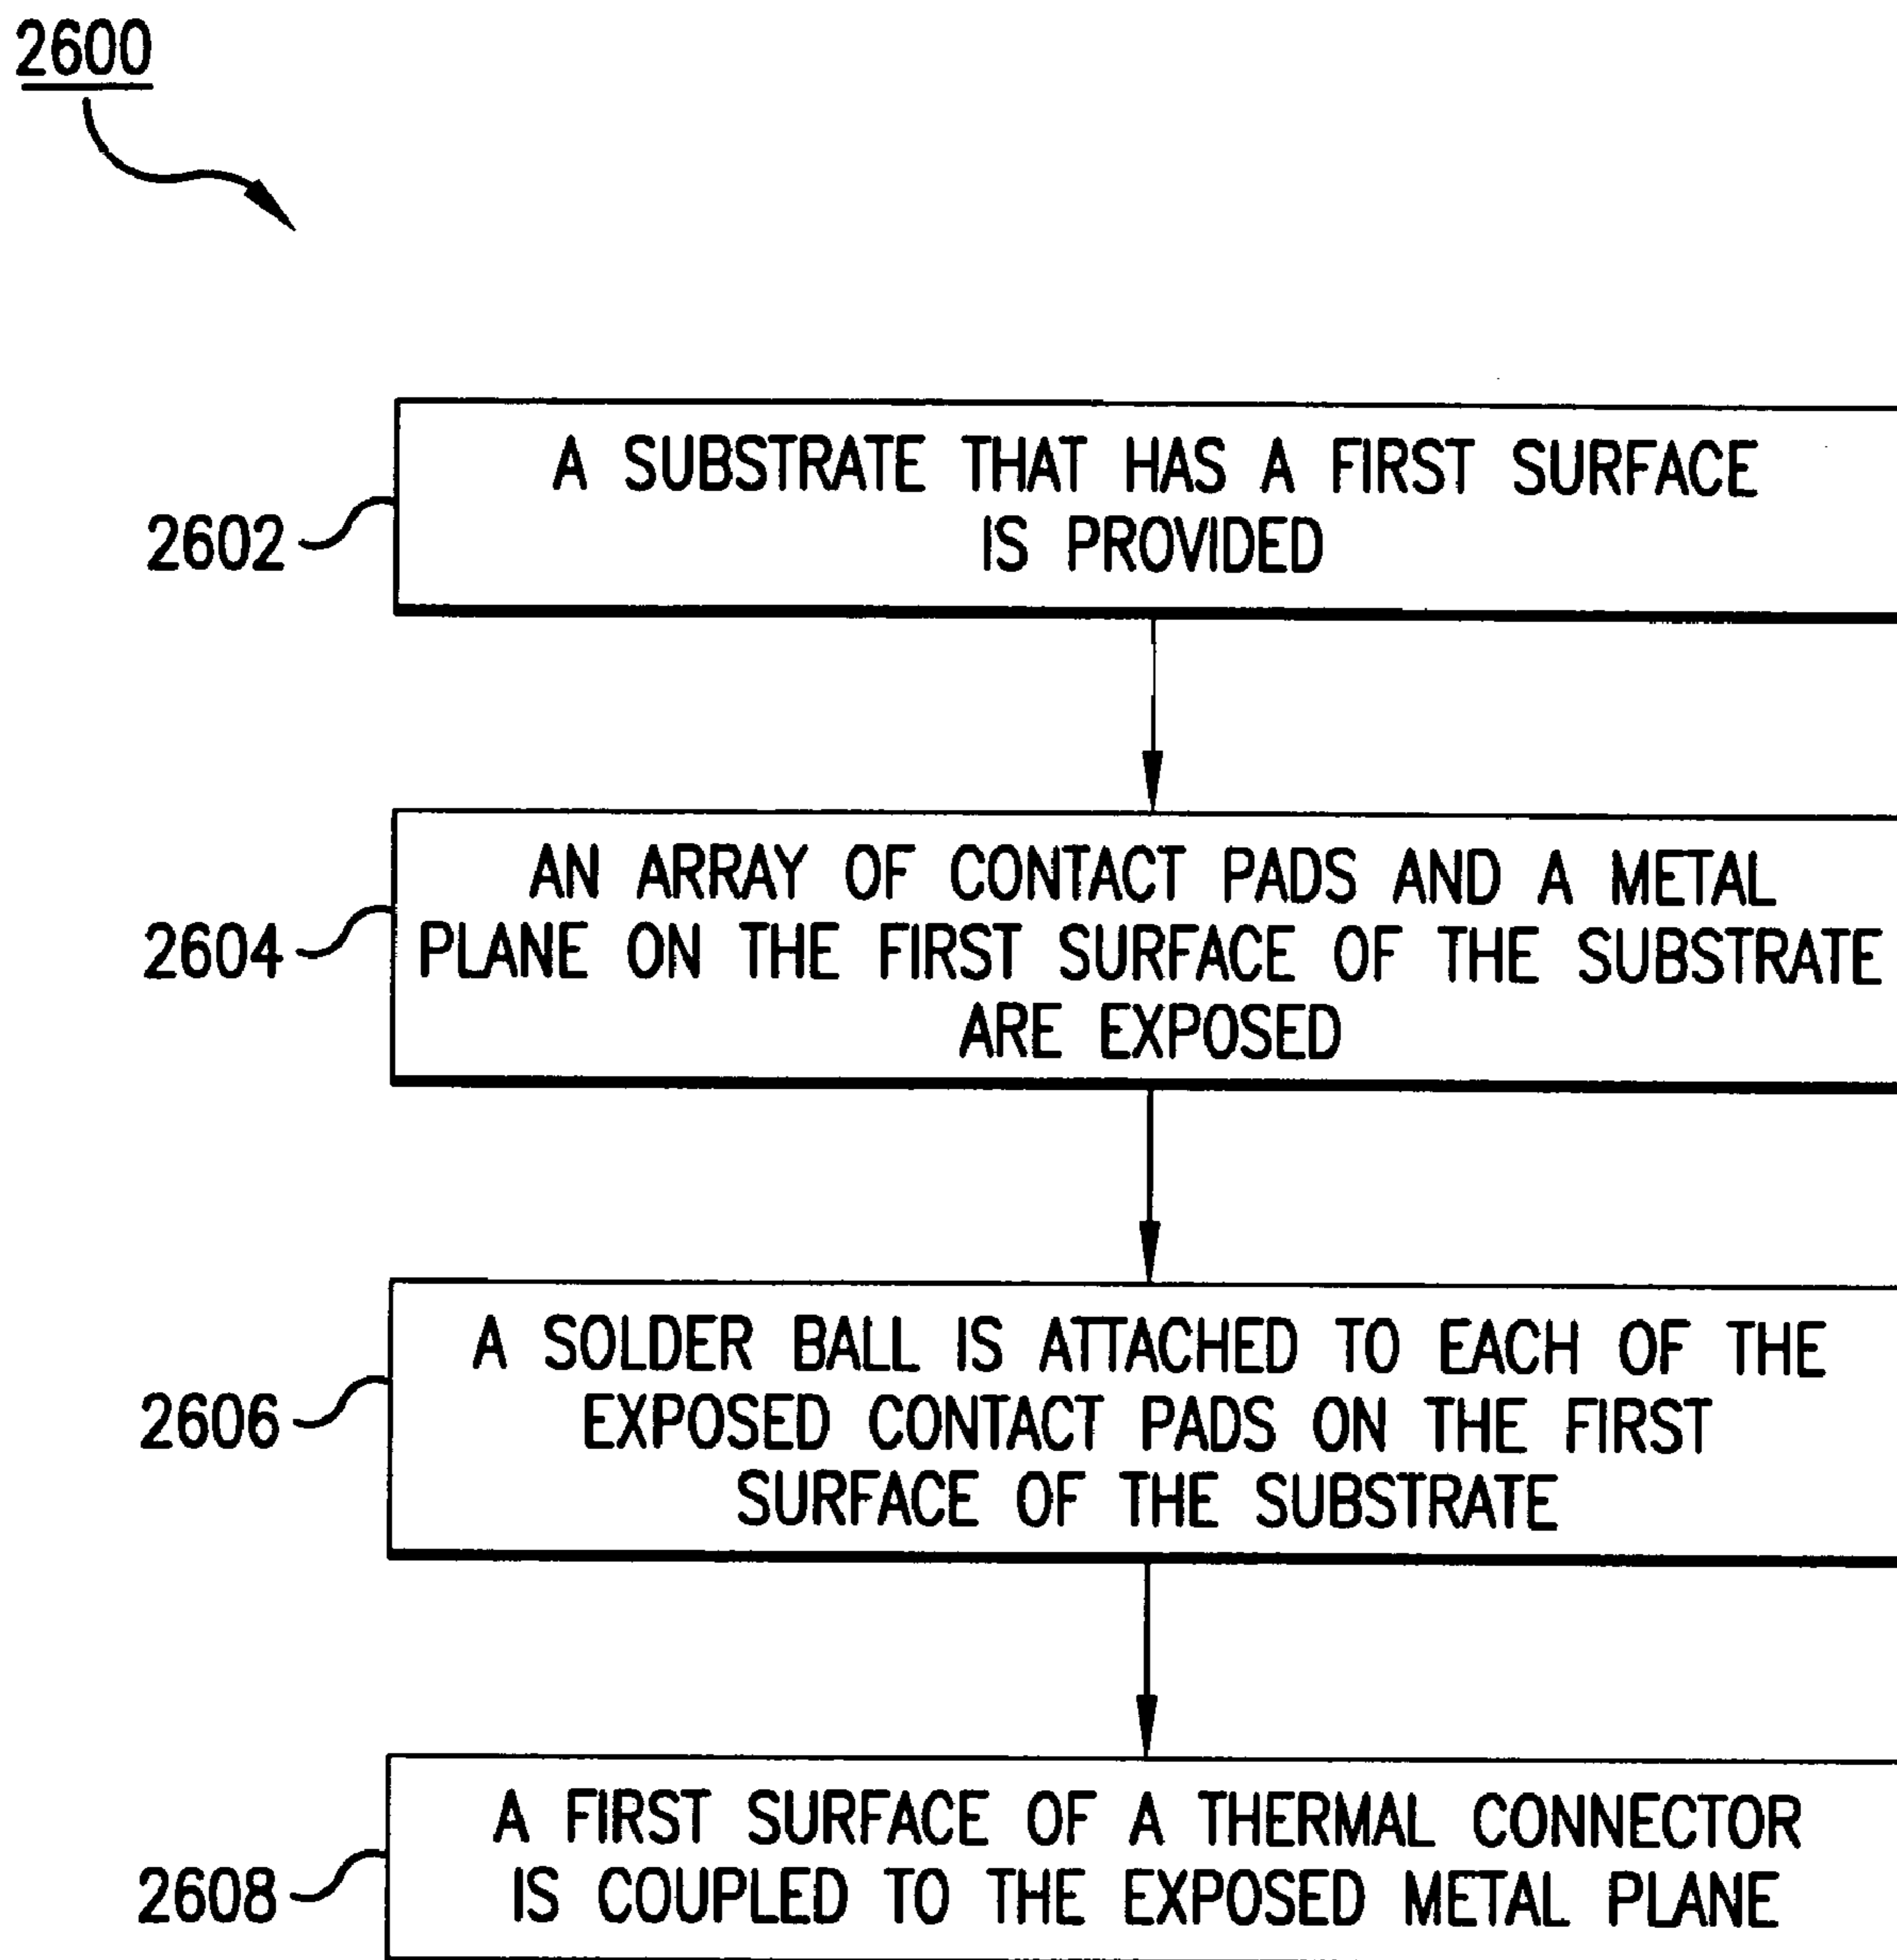 2600
A SUBSTRATE THAT HAS A FIRST SURFACE
IS PROVIDED
2602
AN ARRAY OF CONTACT PADS AND A METAL
PLANE ON THE FIRST SURFACE OF THE SUBSTRATE
ARE EXPOSED
2604
A SOLDER BALL IS ATTACHED TO EACH OF THE
EXPOSED CONTACT PADS ON THE FIRST
SURFACE OF THE SUBSTRATE
2606
A FIRST SURFACE OF A THERMAL CONNECTOR
IS COUPLED TO THE EXPOSED METAL PLANE
2608